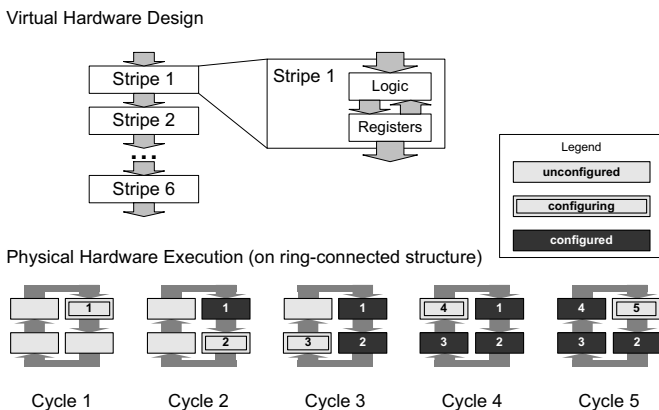 Virtual Hardware Design
Stripe 1
Stripe 2
...
Stripe 6
Stripe 1
Logic
Registers
Legend
unconfigured
configuring
configured
Physical Hardware Execution (on ring-connected structure)
1
1
2
1
3 2
4 1
3 2
4 5
3 2
Cycle 1 Cycle 2 Cycle 3 Cycle 4 Cycle 5